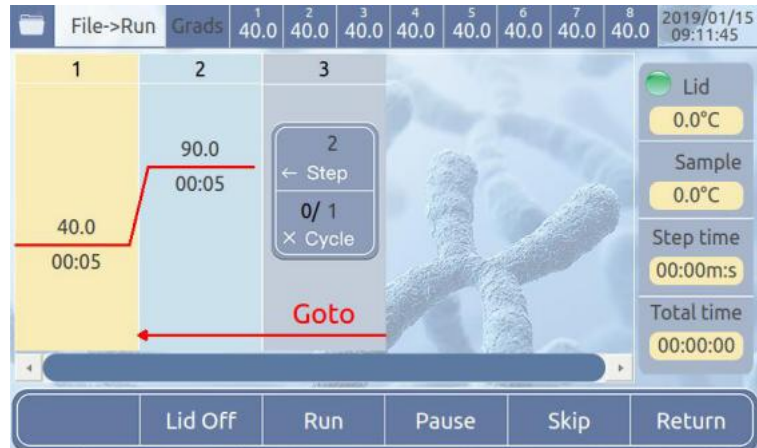 File->Run Grads 1 2 3 4 5 6 7 8 2019/01/15
40.0 40.0 40.0 40.0 40.0 40.0 40.0 40.0 09:11:45
1 2 3
Lid
0.0°C
90.0
00:05
2
← Step
0/ 1
× Cycle
Sample
0.0°C
40.0
00:05
Step time
00:00m:s
Goto
Total time
00:00:00
Lid Off Run Pause Skip Return